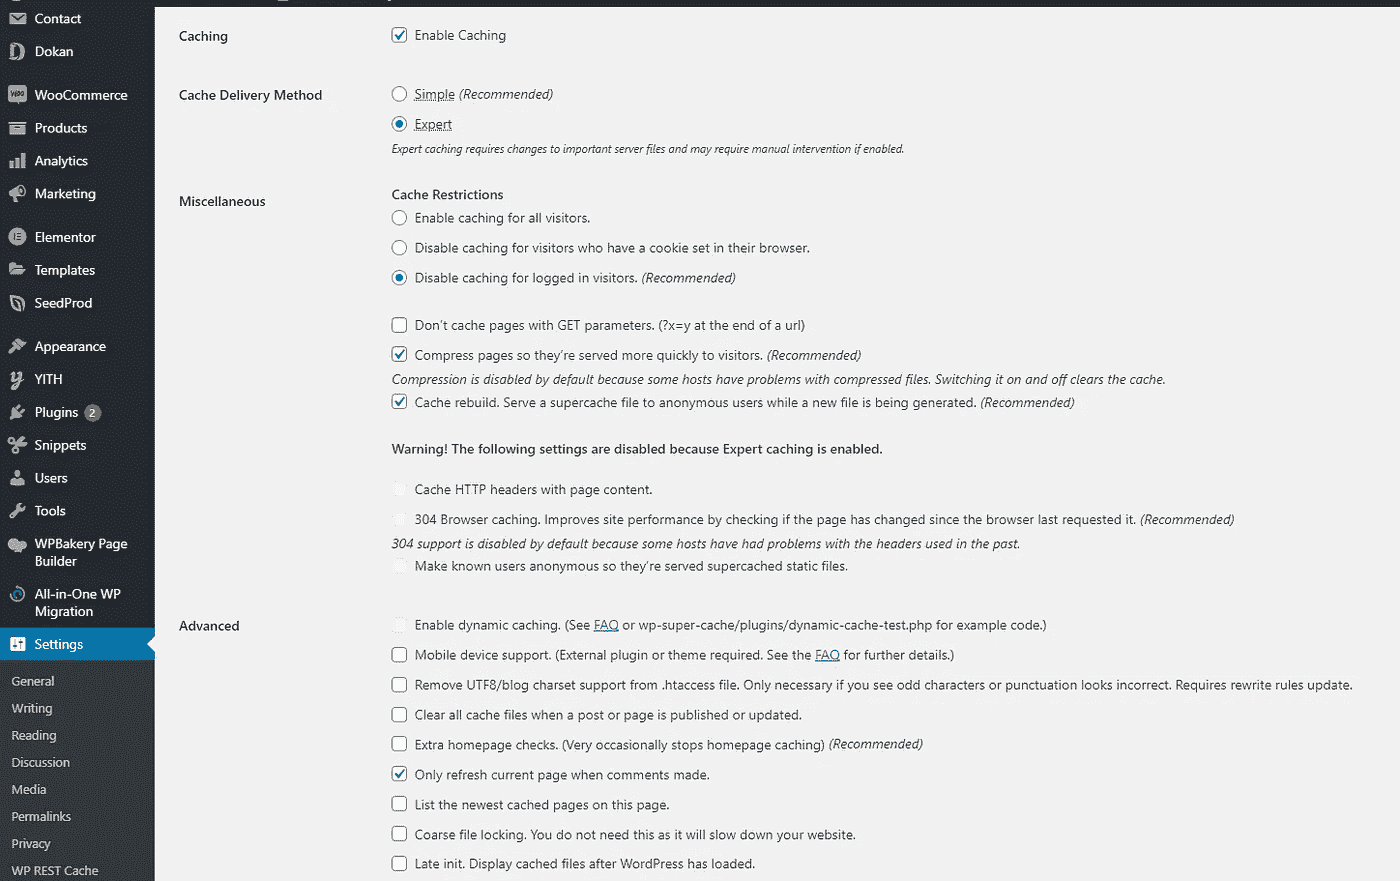 Contact
Dokan
WooCommerce
Products
Analytics
Marketing
Elementor
Templates
SeedProd
Appearance
YITH
Plugins 2
Snippets
Users
Tools
WPBakery Page
Builder
All-in-One WP
Migration
Settings
General
Writing
Reading
Discussion
Media
Permalinks
Privacy
WP REST Cache
Caching
Enable Caching
Cache Delivery Method
Simple (Recommended)
Expert
Expert caching requires changes to important server files and may require manual intervention if enabled.
Miscellaneous
Cache Restrictions
Enable caching for all visitors.
Disable caching for visitors who have a cookie set in their browser.
Disable caching for logged in visitors. (Recommended)
Don't cache pages with GET parameters. (?x=y at the end of a url)
Compress pages so they're served more quickly to visitors. (Recommended)
Compression is disabled by default because some hosts have problems with compressed files. Switching it on and off clears the cache.
Cache rebuild. Serve a supercache file to anonymous users while a new file is being generated. (Recommended)
Warning! The following settings are disabled because Expert caching is enabled.
Cache HTTP headers with page content.
304 Browser caching. Improves site performance by checking if the page has changed since the browser last requested it. (Recommended)
304 support is disabled by default because some hosts have had problems with the headers used in the past.
Make known users anonymous so they're served supercached static files.
Advanced
Enable dynamic caching. (See FAQ or wp-super-cache/plugins/dynamic-cache-test.php for example code.)
Mobile device support. (External plugin or theme required. See the FAQ for further details.)
Remove UTF8/blog charset support from .htaccess file. Only necessary if you see odd characters or punctuation looks incorrect. Requires rewrite rules update.
Clear all cache files when a post or page is published or updated.
Extra homepage checks. (Very occasionally stops homepage caching) (Recommended)
Only refresh current page when comments made.
List the newest cached pages on this page.
Coarse file locking. You do not need this as it will slow down your website.
Late init. Display cached files after WordPress has loaded.